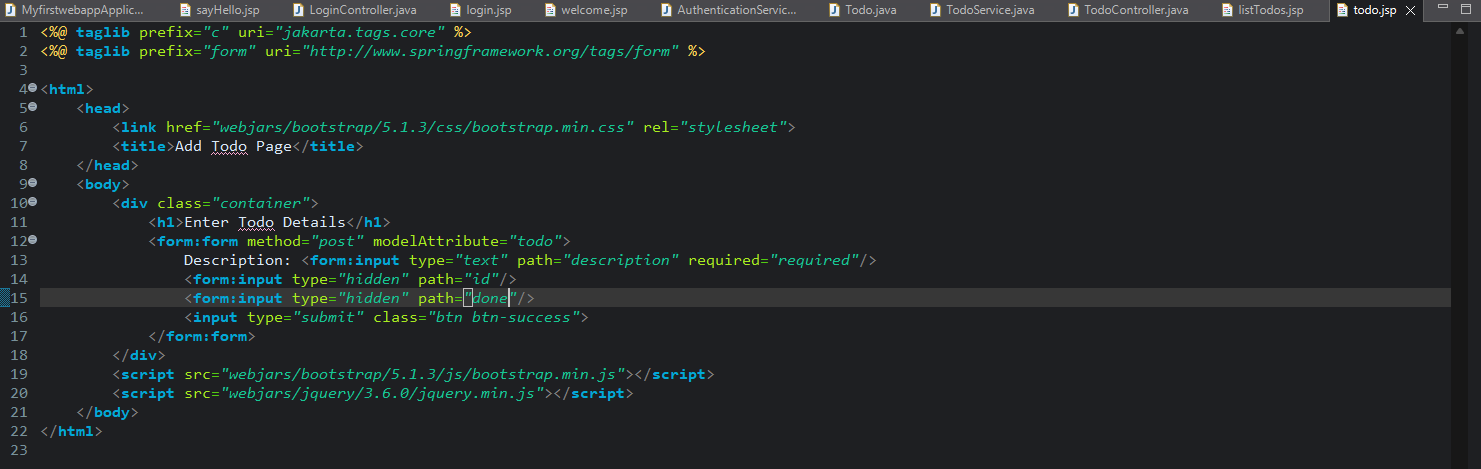 MyfirstwebappApplic... sayHello.jsp LoginController.java login.jsp welcome.jsp AuthenticationServic... Todo.java TodoService.java TodoController.java listTodos.jsp todo.jsp
1 <%@ taglib prefix="c" uri="jakarta.tags.core" %>
2 <%@ taglib prefix="form" uri="http://www.springframework.org/tags/form" %>
3
4 <html>
5 <head>
6 <link href="webjars/bootstrap/5.1.3/css/bootstrap.min.css" rel="stylesheet">
7 <title>Add Todo Page</title>
8 </head>
9 <body>
10 <div class="container">
11 <h1>Enter Todo Details</h1>
12 <form:form method="post" modelAttribute="todo">
13 Description: <form:input type="text" path="description" required="required"/>
14 <form:input type="hidden" path="id"/>
15 <form:input type="hidden" path="done"/>
16 <input type="submit" class="btn btn-success">
17 </form:form>
18 </div>
19 <script src="webjars/bootstrap/5.1.3/js/bootstrap.min.js"></script>
20 <script src="webjars/jquery/3.6.0/jquery.min.js"></script>
21 </body>
22 </html>
23